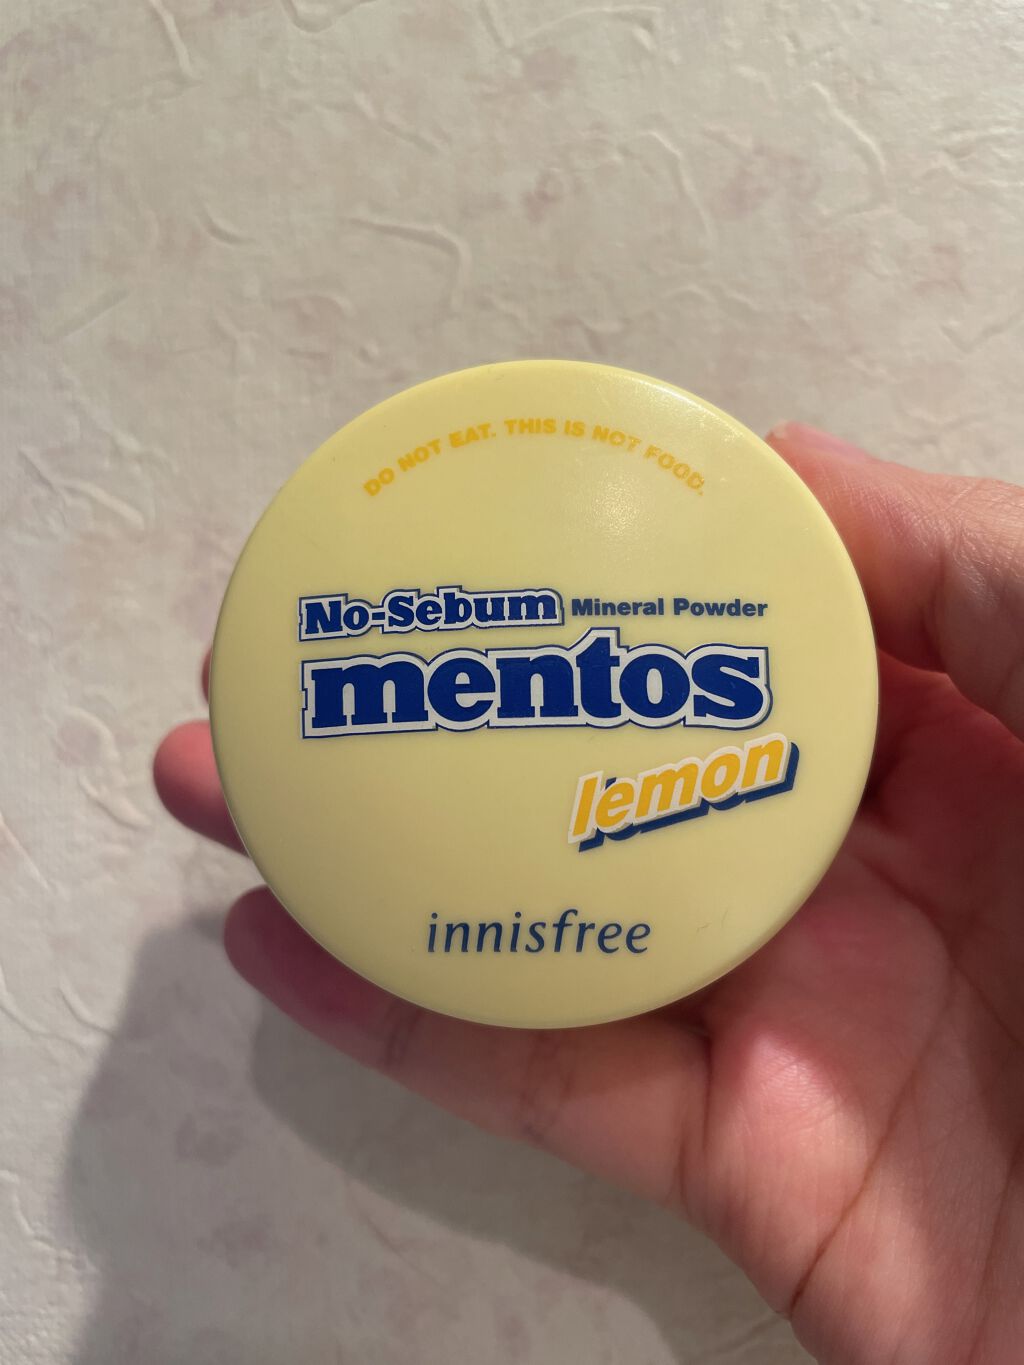 DO NOT EAT. THIS IS NOT FOOD.
No-Sebum Mineral Powder
mentos
lemon
innisfree